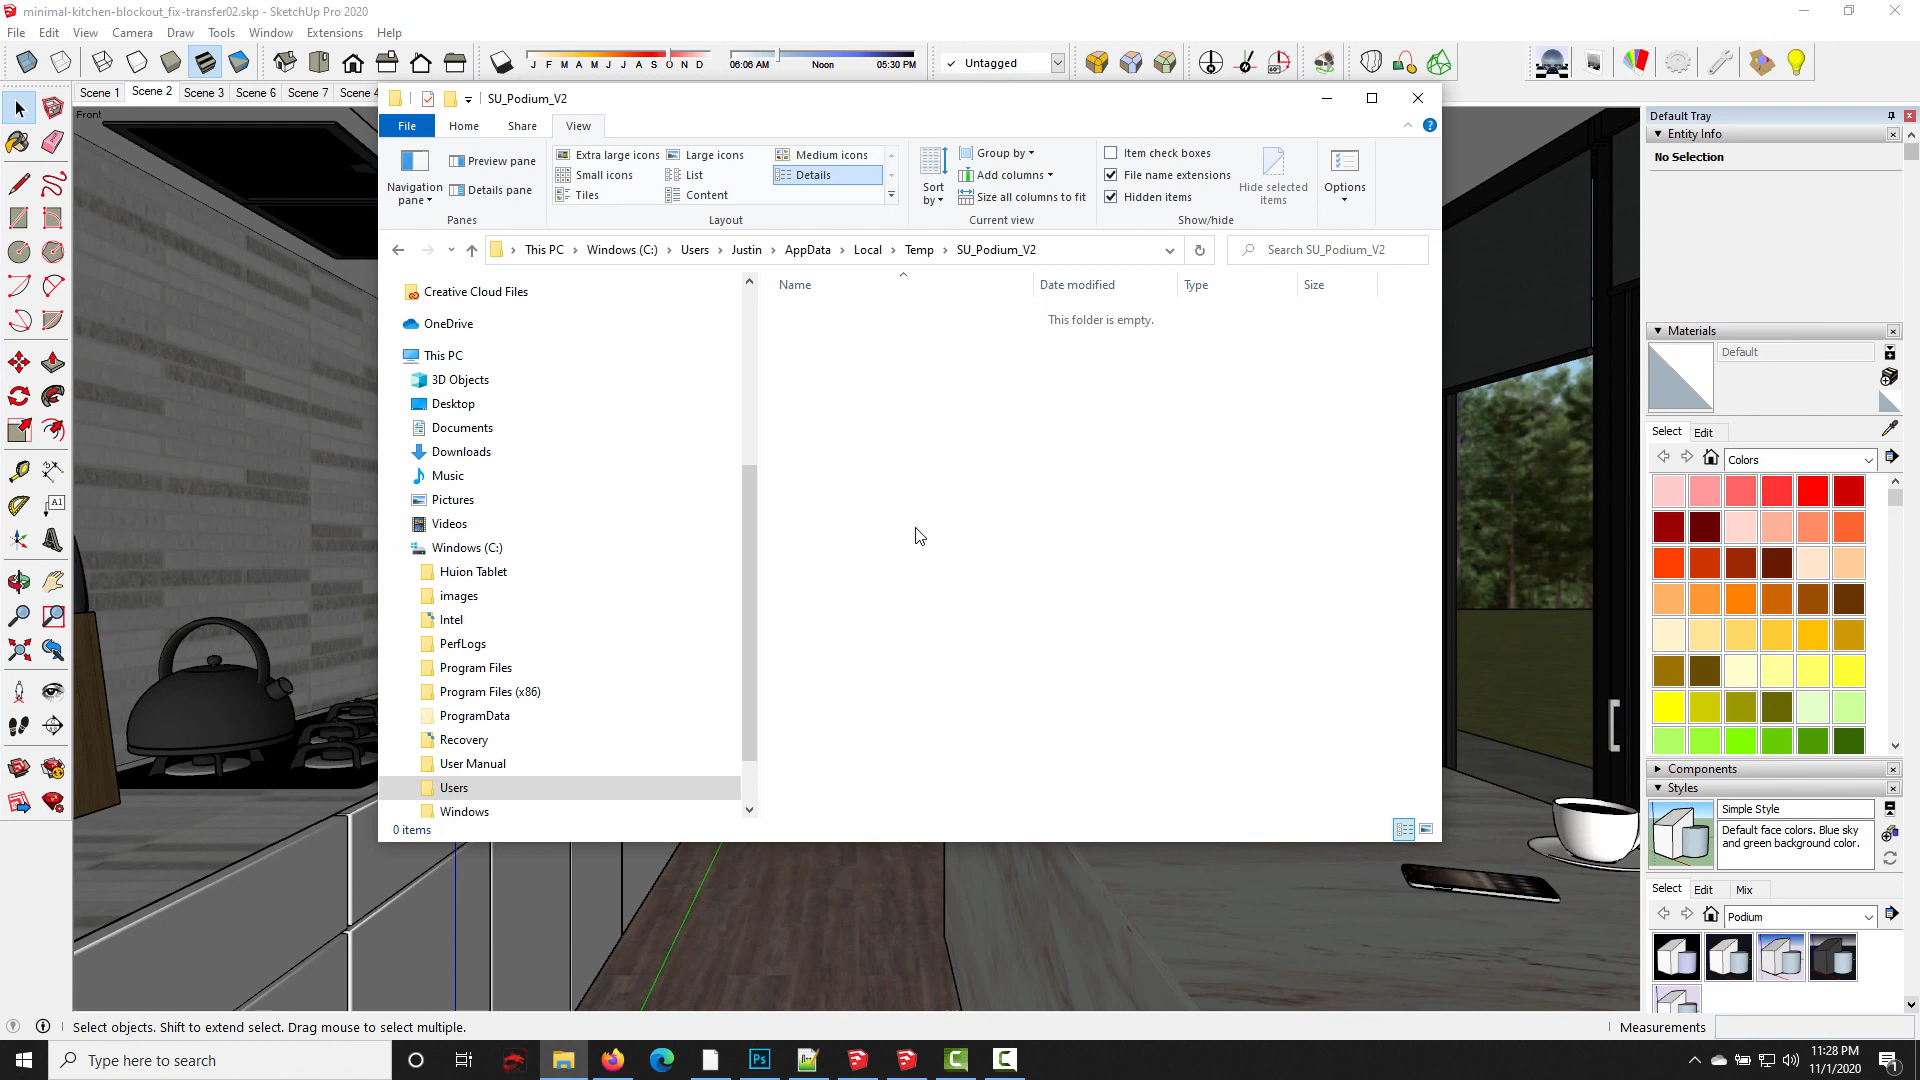 minimal-kitchen-blockout_fix-transfer02.skp - SketchUp Pro 2020
File Edit View Camera Draw Tools Window Extensions Help
J F M A M J J A S O N D
06:06 AM Noon 05:30 PM
✓ Untagged
Scene 1 Scene 2 Scene 3 Scene 6 Scene 7 Scene 4
Front
SU_Podium_V2
File Home Share View
Navigation pane
Preview pane
Details pane
Panes
Extra large icons Large icons Medium icons
Small icons List Details
Tiles Content
Layout
Sort by
Group by
Add columns
Size all columns to fit
Current view
Item check boxes
File name extensions
Hidden items
Hide selected items
Show/hide
Options
This PC > Windows (C:) > Users > Justin > AppData > Local > Temp > SU_Podium_V2
Search SU_Podium_V2
Name Date modified Type Size
This folder is empty.
Creative Cloud Files
OneDrive
This PC
3D Objects
Desktop
Documents
Downloads
Music
Pictures
Videos
Windows (C:)
Huion Tablet
images
Intel
PerfLogs
Program Files
Program Files (x86)
ProgramData
Recovery
User Manual
Users
Windows
0 items
Default Tray
Entity Info
No Selection
Materials
Default
Select Edit
Colors
Components
Styles
Simple Style
Default face colors. Blue sky
and green background color.
Select Edit Mix
Podium
A1
Select objects. Shift to extend select. Drag mouse to select multiple.
Measurements
Type here to search
Ps
11:28 PM
11/1/2020
1